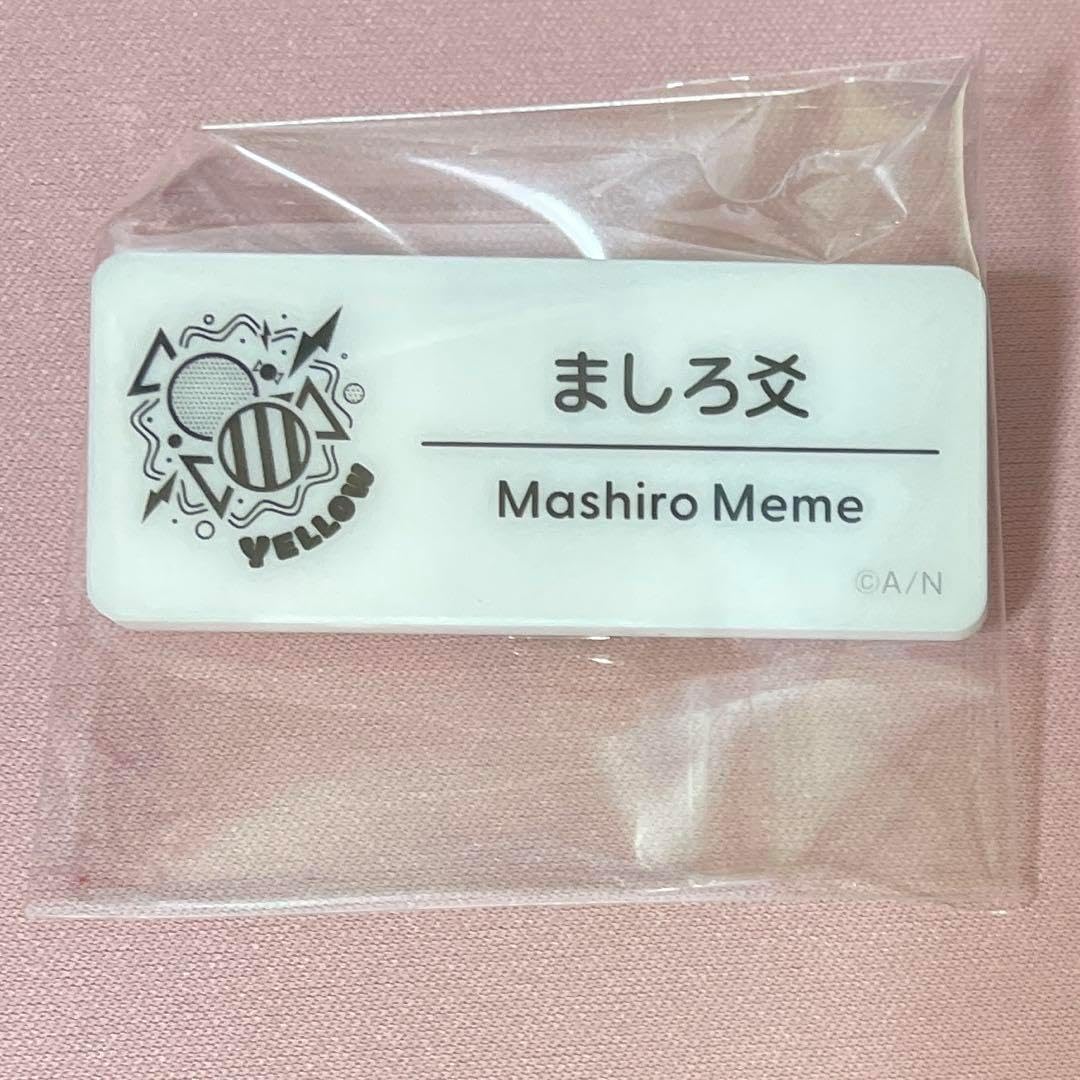 YELLOW
ましろ爻
Mashiro Meme
©A/N